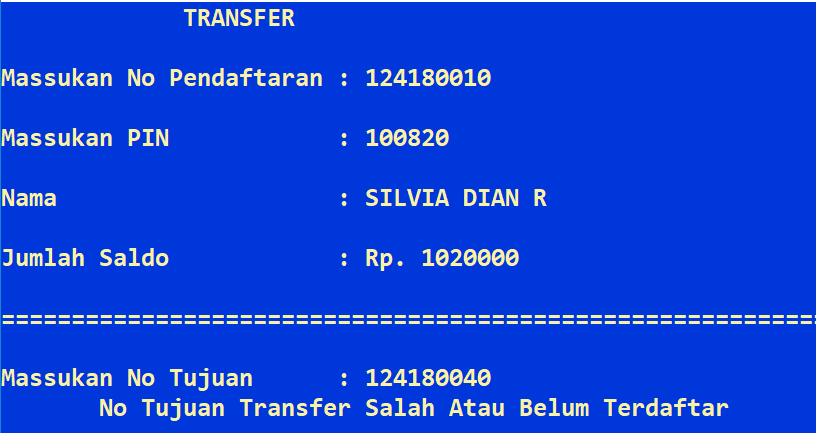 TRANSFER
Massukan No Pendaftaran : 124180010
Massukan PIN : 100820
Nama : SILVIA DIAN R
Jumlah Saldo : Rp. 1020000
==========================================================
Massukan No Tujuan : 124180040
No Tujuan Transfer Salah Atau Belum Terdaftar